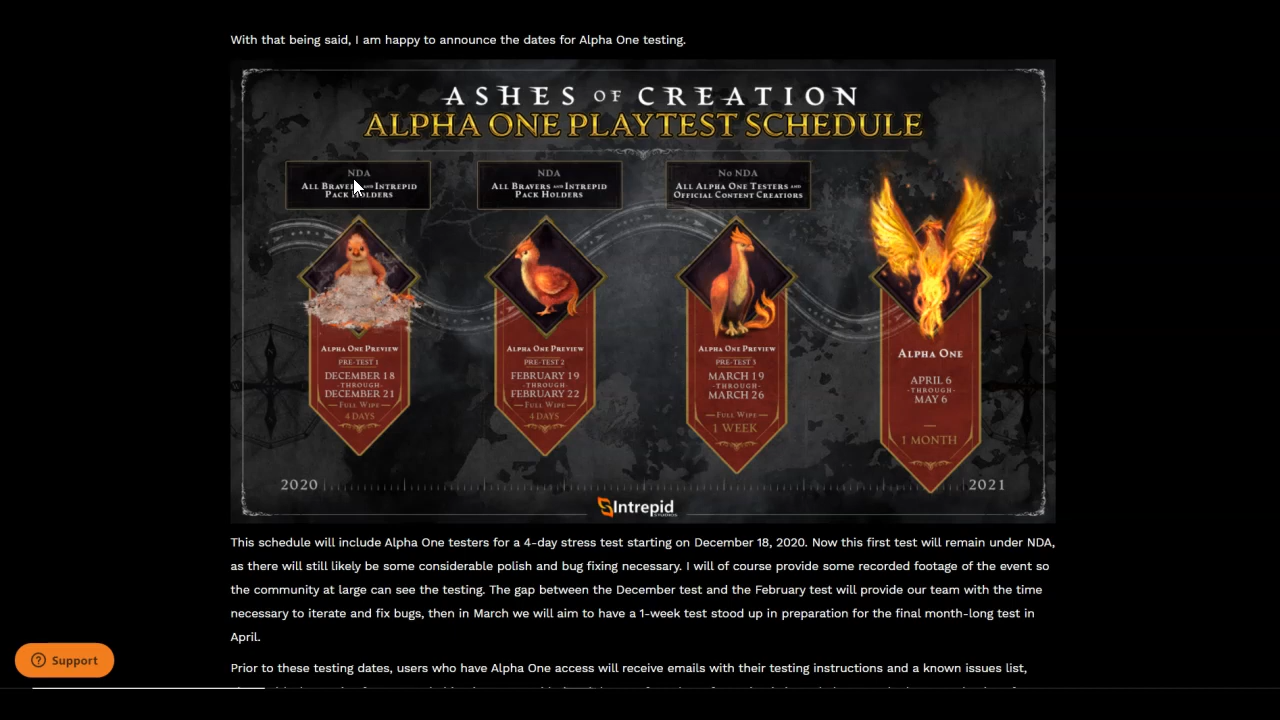 With that being said, I am happy to announce the dates for Alpha One testing.
ASHES OF CREATION
ALPHA ONE PLAYTEST SCHEDULE
NDA
ALL BRAVERS AND INTREPID
PACK HOLDERS
NDA
ALL BRAVERS AND INTREPID
PACK HOLDERS
No NDA
ALL ALPHA ONE TESTERS AND
OFFICIAL CONTENT CREATIORS
ALPHA ONE PREVIEW
PRE-TEST 1
DECEMBER 18
-THROUGH-
DECEMBER 21
FULL WIPE
4 DAYS
ALPHA ONE PREVIEW
PRE-TEST 2
FEBRUARY 19
-THROUGH-
FEBRUARY 22
FULL WIPE
4 DAYS
ALPHA ONE PREVIEW
PRE-TEST 3
MARCH 19
-THROUGH-
MARCH 26
FULL WIPE
1 WEEK
ALPHA ONE
APRIL 6
-THROUGH-
MAY 6
1 MONTH
2020
2021
Intrepid
STUDIOS
This schedule will include Alpha One testers for a 4-day stress test starting on December 18, 2020. Now this first test will remain under NDA,
as there will still likely be some considerable polish and bug fixing necessary. I will of course provide some recorded footage of the event so
the community at large can see the testing. The gap between the December test and the February test will provide our team with the time
necessary to iterate and fix bugs, then in March we will aim to have a 1-week test stood up in preparation for the final month-long test in
April.
Support
Prior to these testing dates, users who have Alpha One access will receive emails with their testing instructions and a known issues list,